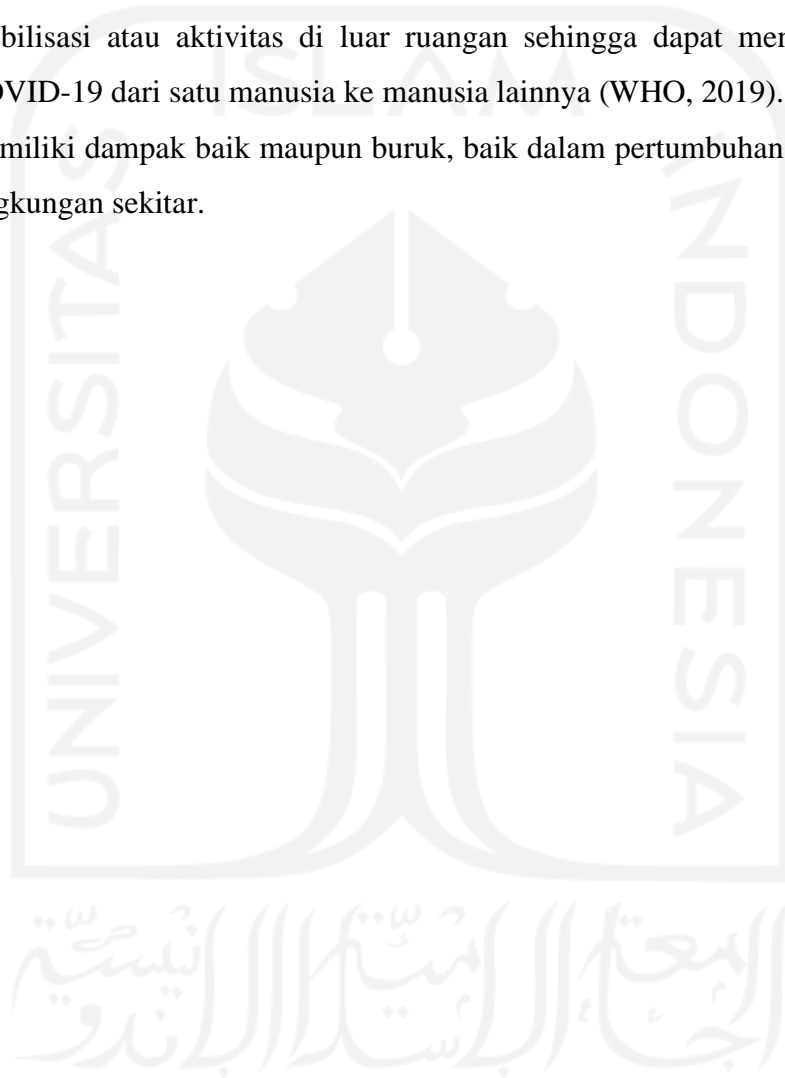 bilisasi atau aktivitas di luar ruangan sehingga dapat mer
OVID-19 dari satu manusia ke manusia lainnya (WHO, 2019).
miliki dampak baik maupun buruk, baik dalam pertumbuhan
gkungan sekitar.
ISLAM
UNIVERSITAS
INDONESIA